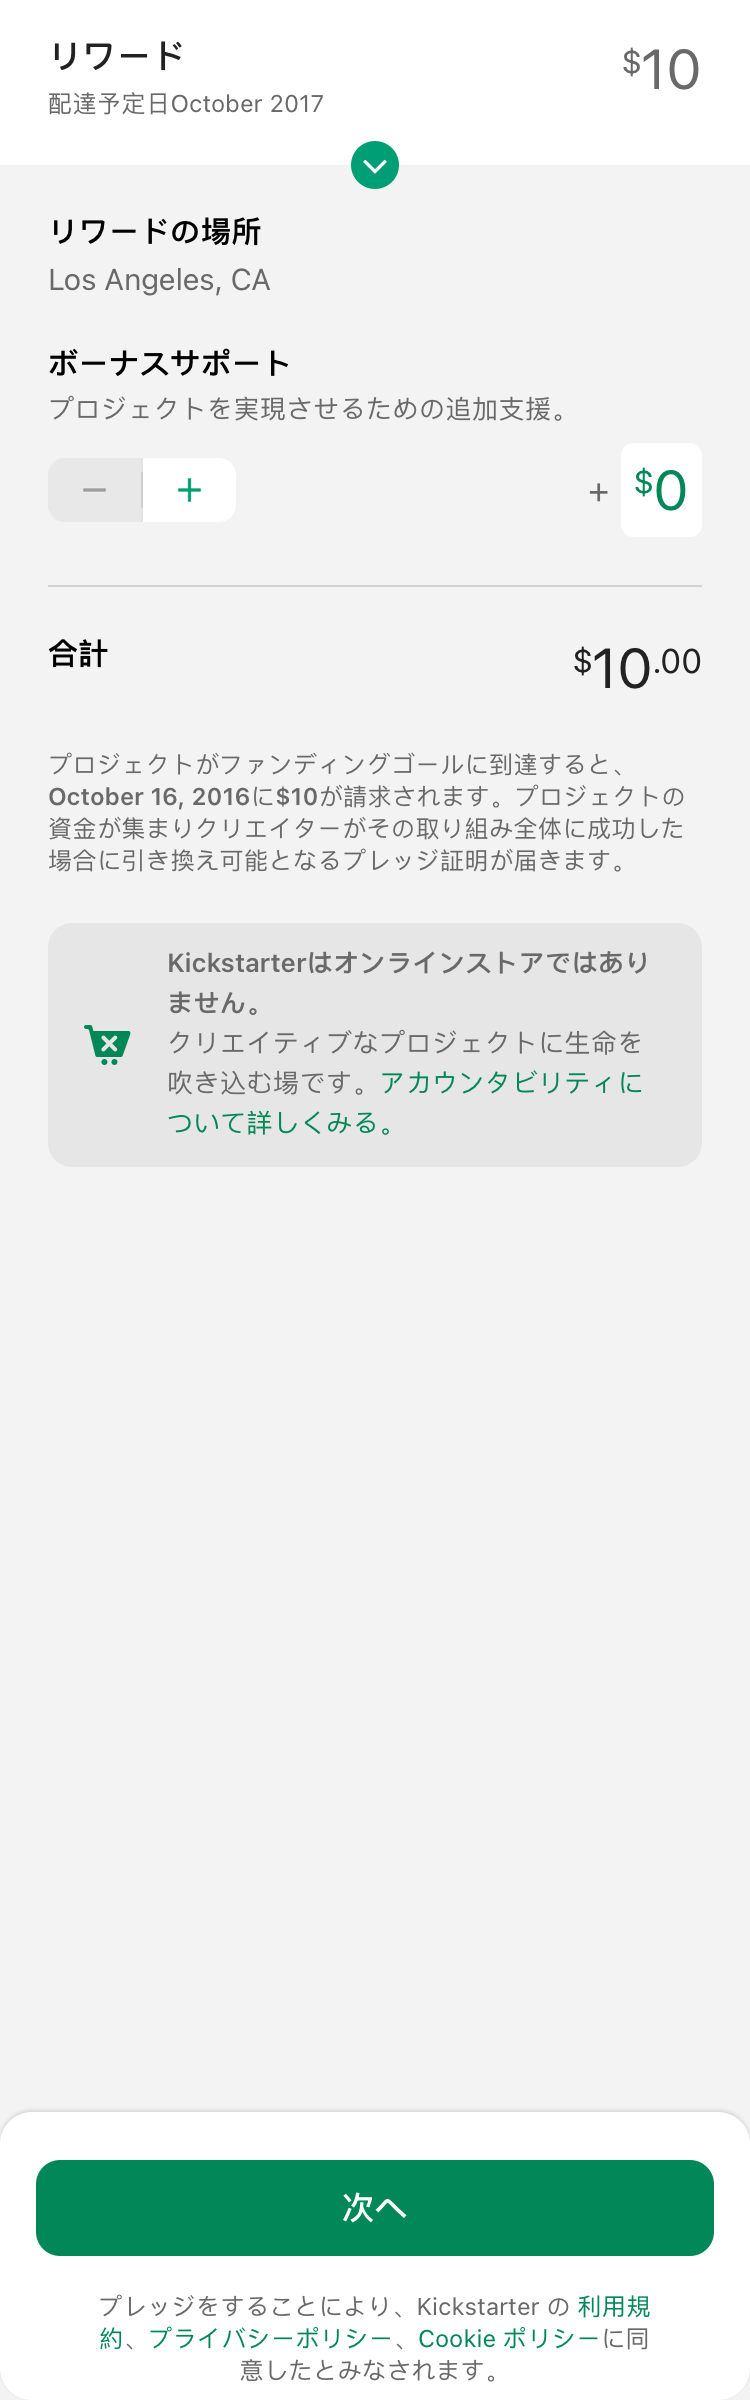 リワード
$10
配達予定日October 2017
リワードの場所
Los Angeles, CA
ボーナスサポート
プロジェクトを実現させるための追加支援。
− + + $0
合計 $10.00
プロジェクトがファンディングゴールに到達すると、
October 16, 2016に$10が請求されます。プロジェクトの
資金が集まりクリエイターがその取り組み全体に成功した
場合に引き換え可能となるプレッジ証明が届きます。
Kickstarterはオンラインストアではあり
ません。
クリエイティブなプロジェクトに生命を
吹き込む場です。アカウンタビリティに
ついて詳しくみる。
次へ
プレッジをすることにより、Kickstarter の 利用規
約、プライバシーポリシー、Cookie ポリシーに同
意したとみなされます。